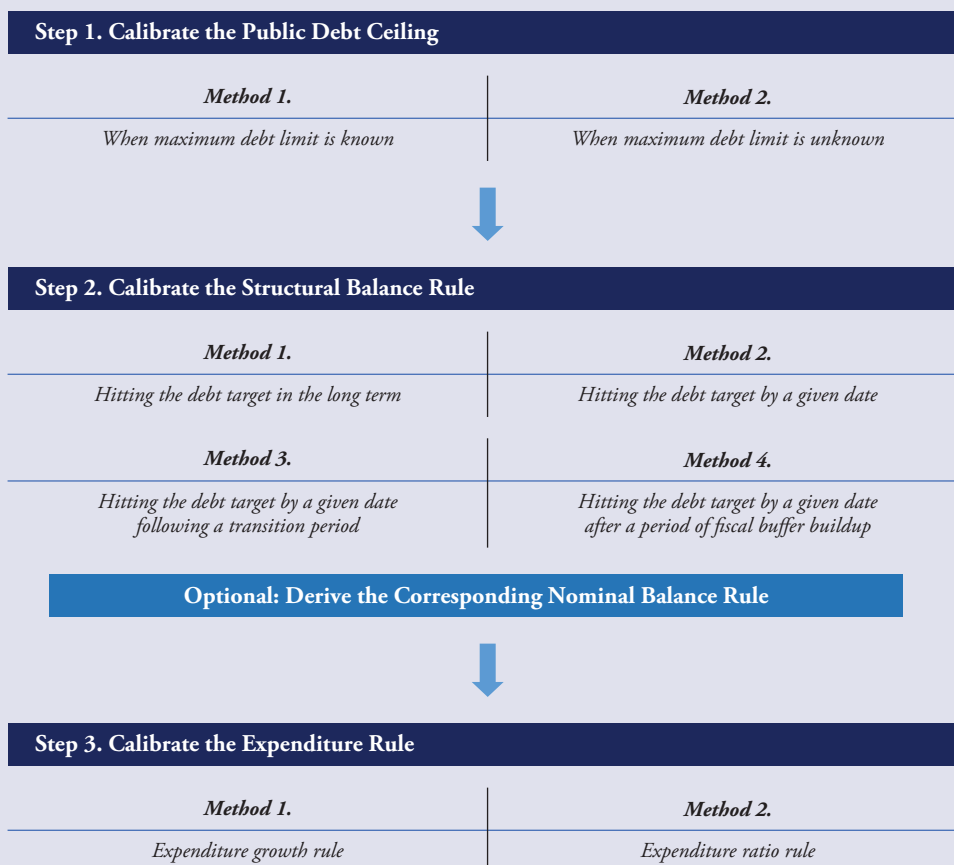 Step 1. Calibrate the Public Debt Ceiling
Method 1.
When maximum debt limit is known
Method 2.
When maximum debt limit is unknown
Step 2. Calibrate the Structural Balance Rule
Method 1.
Hitting the debt target in the long term
Method 2.
Hitting the debt target by a given date
Method 3.
Hitting the debt target by a given date
following a transition period
Method 4.
Hitting the debt target by a given date
after a period of fiscal buffer buildup
Optional: Derive the Corresponding Nominal Balance Rule
Step 3. Calibrate the Expenditure Rule
Method 1.
Expenditure growth rule
Method 2.
Expenditure ratio rule